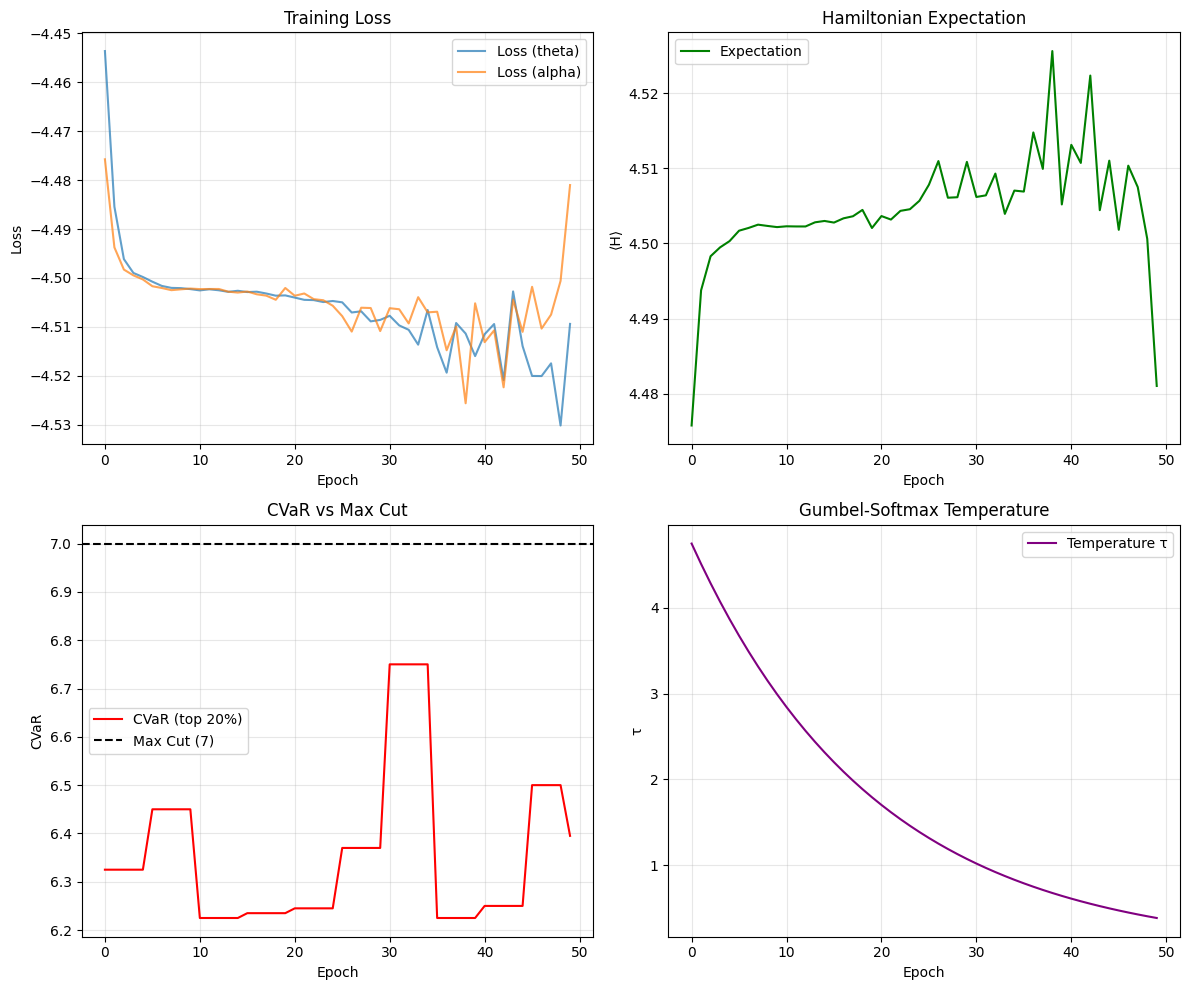 Training Loss
−4.45
−4.46
−4.47
−4.48
−4.49
−4.50
−4.51
−4.52
−4.53
Loss
Loss (theta)
Loss (alpha)
0 10 20 30 40 50
Epoch
Hamiltonian Expectation
Expectation
4.52
4.51
4.50
4.49
4.48
⟨H⟩
0 10 20 30 40 50
Epoch
CVaR vs Max Cut
7.0
6.9
6.8
6.7
6.6
6.5
6.4
6.3
6.2
CVaR
CVaR (top 20%)
Max Cut (7)
0 10 20 30 40 50
Epoch
Gumbel-Softmax Temperature
Temperature τ
4
3
2
1
τ
0 10 20 30 40 50
Epoch